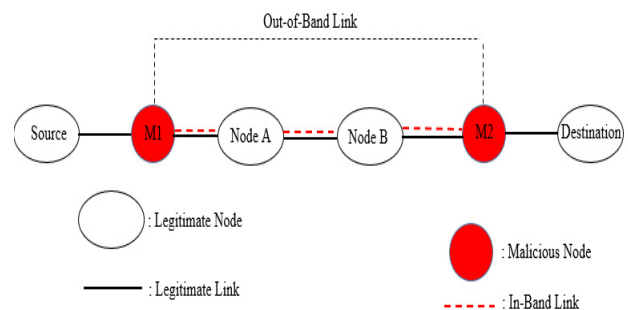 Out-of-Band Link
Source
M1
Node A
Node B
M2
Destination
: Legitimate Node
: Malicious Node
: Legitimate Link
: In-Band Link